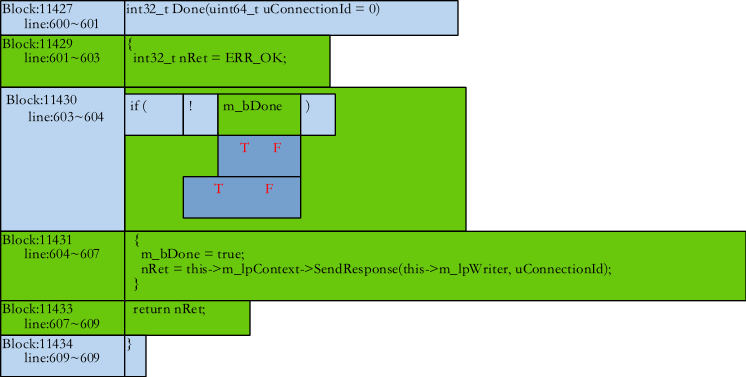 Block:11427 int32_t Done(uint64_t uConnectionId = 0)
line:600~601
Block:11429 {
line:601~603 int32_t nRet = ERR_OK;
Block:11430 if ( ! m_bDone )
line:603~604
T F
T F
Block:11431 {
line:604~607 m_bDone = true;
nRet = this->m_lpContext->SendResponse(this->m_lpWriter, uConnectionId);
}
Block:11433 return nRet;
line:607~609
Block:11434 }
line:609~609